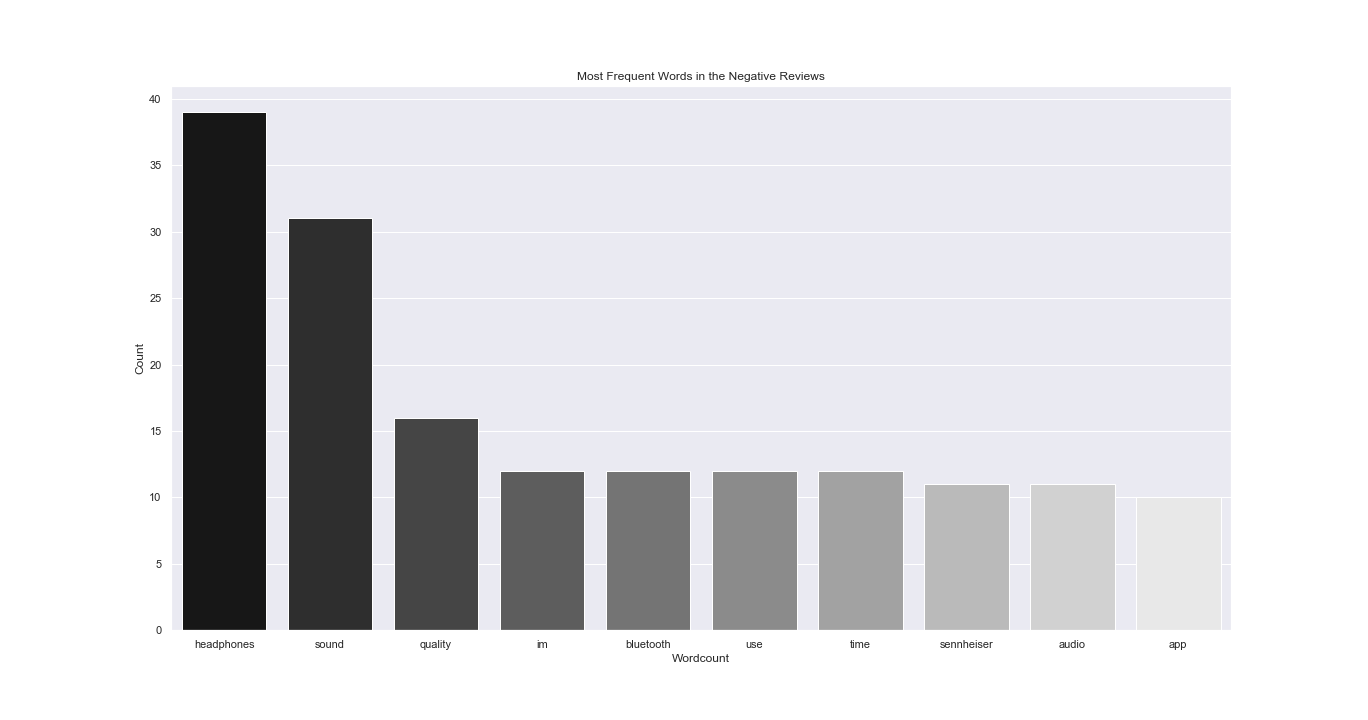 Most Frequent Words in the Negative Reviews
40
35
30
25
20
15
10
5
0
Count
headphones sound quality im bluetooth use time sennheiser audio app
Wordcount